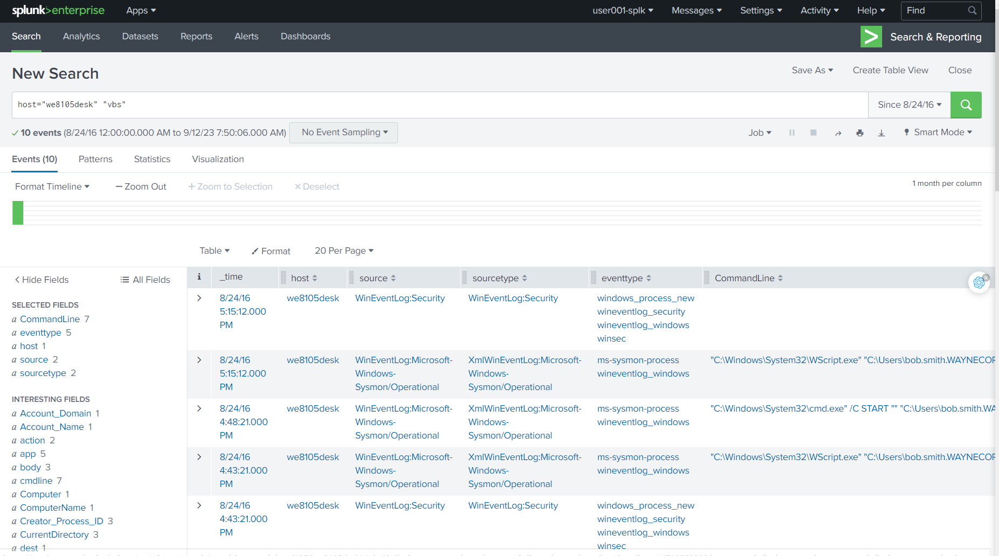 splunk>enterprise Apps user001-splk Messages Settings Activity Help Find
Search Analytics Datasets Reports Alerts Dashboards Search & Reporting
New Search Save As Create Table View Close
host="we8105desk" "vbs" Since 8/24/16
10 events (8/24/16 12:00:00.000 AM to 9/12/23 7:50:06.000 AM) No Event Sampling Job Smart Mode
Events (10) Patterns Statistics Visualization
Format Timeline Zoom Out Zoom to Selection Deselect 1 month per column
Table Format 20 Per Page
Hide Fields All Fields
SELECTED FIELDS
a CommandLine 7
a eventtype 5
a host 1
a source 2
a sourcetype 2
INTERESTING FIELDS
a Account_Domain 1
a Account_Name 1
a action 2
a app 5
a body 3
a cmdline 7
a Computer 1
a ComputerName 1
a Creator_Process_ID 3
a CurrentDirectory 3
a dest 1
i _time host source sourcetype eventtype CommandLine
8/24/16 we8105desk WinEventLog:Security WinEventLog:Security windows_process_new
5:15:12.000 wineventlog_security
PM wineventlog_windows
winsec
8/24/16 we8105desk WinEventLog:Microsoft- XmlWinEventLog:Microsoft- ms-sysmon-process "C:\Windows\System32\WScript.exe" "C:\Users\bob.smith.WAYNECOR
5:15:12.000 Windows- Windows- wineventlog_windows
PM Sysmon/Operational Sysmon/Operational
8/24/16 we8105desk WinEventLog:Microsoft- XmlWinEventLog:Microsoft- ms-sysmon-process "C:\Windows\System32\cmd.exe" /C START "" "C:\Users\bob.smith.WA
4:48:21.000 Windows- Windows- wineventlog_windows
PM Sysmon/Operational Sysmon/Operational
8/24/16 we8105desk WinEventLog:Microsoft- XmlWinEventLog:Microsoft- ms-sysmon-process "C:\Windows\System32\WScript.exe" "C:\Users\bob.smith.WAYNECOR
4:43:21.000 Windows- Windows- wineventlog_windows
PM Sysmon/Operational Sysmon/Operational
8/24/16 we8105desk WinEventLog:Security WinEventLog:Security windows_process_new
4:43:21.000 wineventlog_security
PM wineventlog_windows
winsec